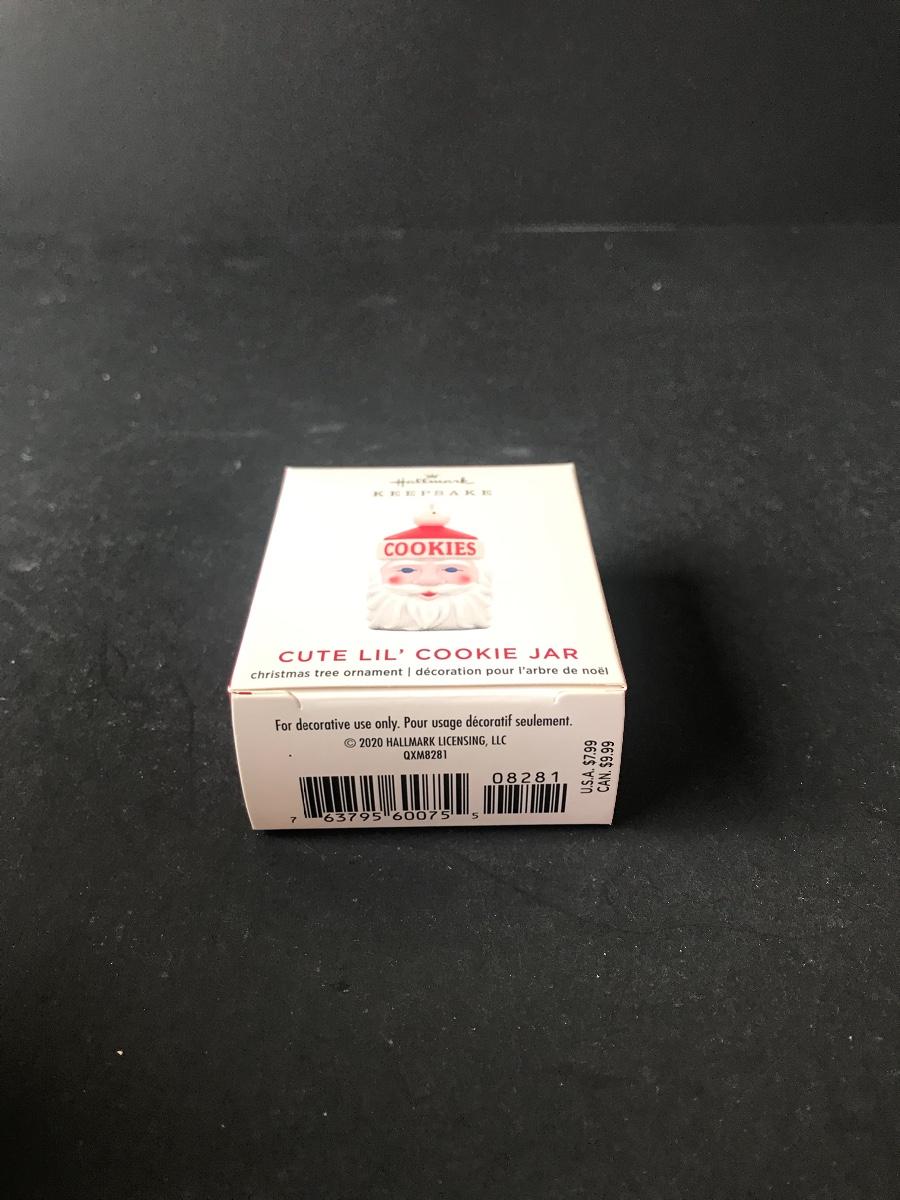 Hallmark
KEEPSAKE
COOKIES
CUTE LIL' COOKIE JAR
christmas tree ornament | décoration pour l'arbre de noël
For decorative use only. Pour usage décoratif seulement.
© 2020 HALLMARK LICENSING, LLC
QXM8281
08281
7 63795 60075 5
U.S.A. $7.99
CAN. $9.99